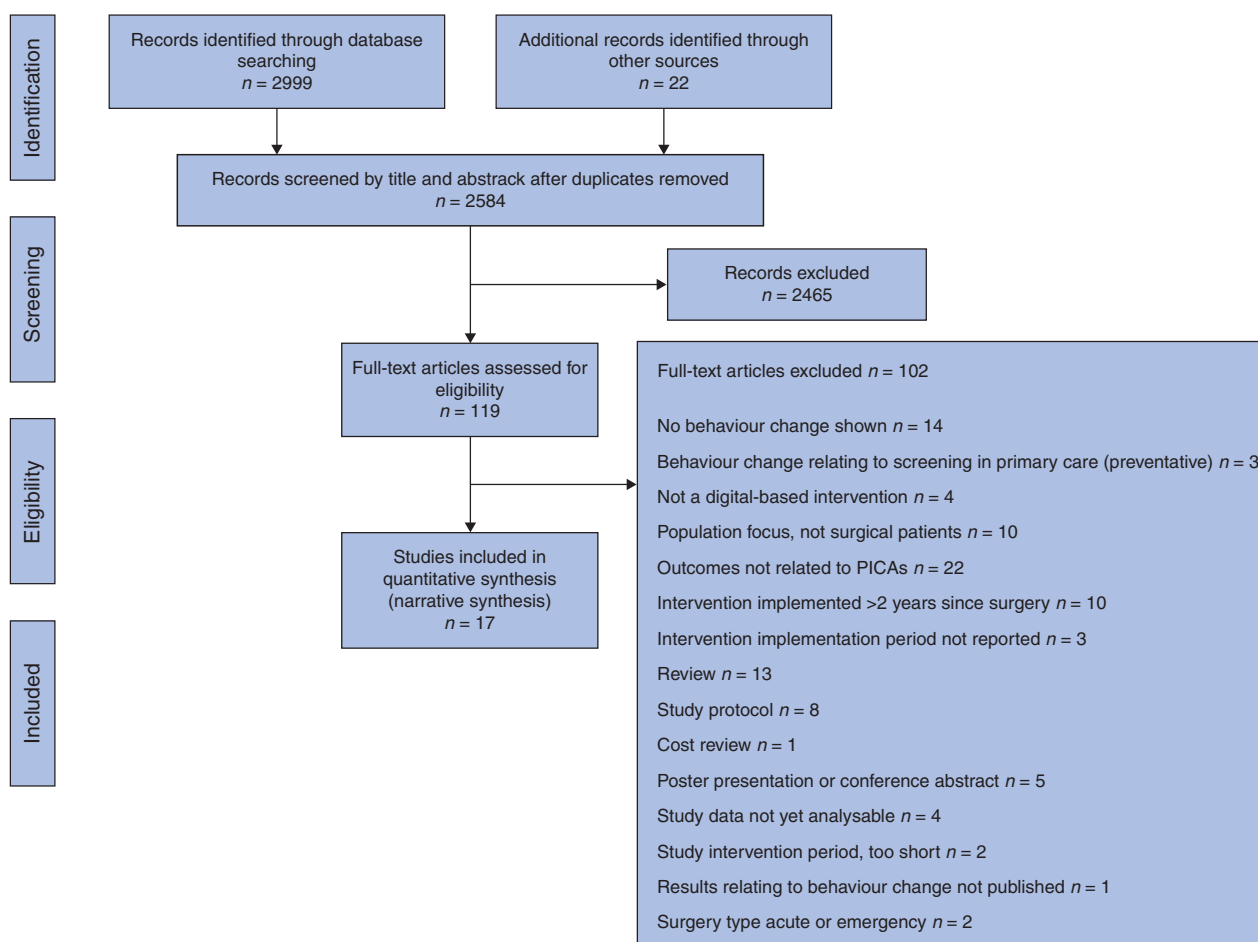 Identification
Records identified through database
searching
n = 2999
Additional records identified through
other sources
n = 22
Records screened by title and abstrack after duplicates removed
n = 2584
Screening
Records excluded
n = 2465
Full-text articles assessed for
eligibility
n = 119
Eligibility
Full-text articles excluded n = 102
No behaviour change shown n = 14
Behaviour change relating to screening in primary care (preventative) n = 3
Not a digital-based intervention n = 4
Population focus, not surgical patients n = 10
Outcomes not related to PICAs n = 22
Intervention implemented >2 years since surgery n = 10
Intervention implementation period not reported n = 3
Review n = 13
Study protocol n = 8
Cost review n = 1
Poster presentation or conference abstract n = 5
Study data not yet analysable n = 4
Study intervention period, too short n = 2
Results relating to behaviour change not published n = 1
Surgery type acute or emergency n = 2
Studies included in
quantitative synthesis
(narrative synthesis)
n = 17
Included